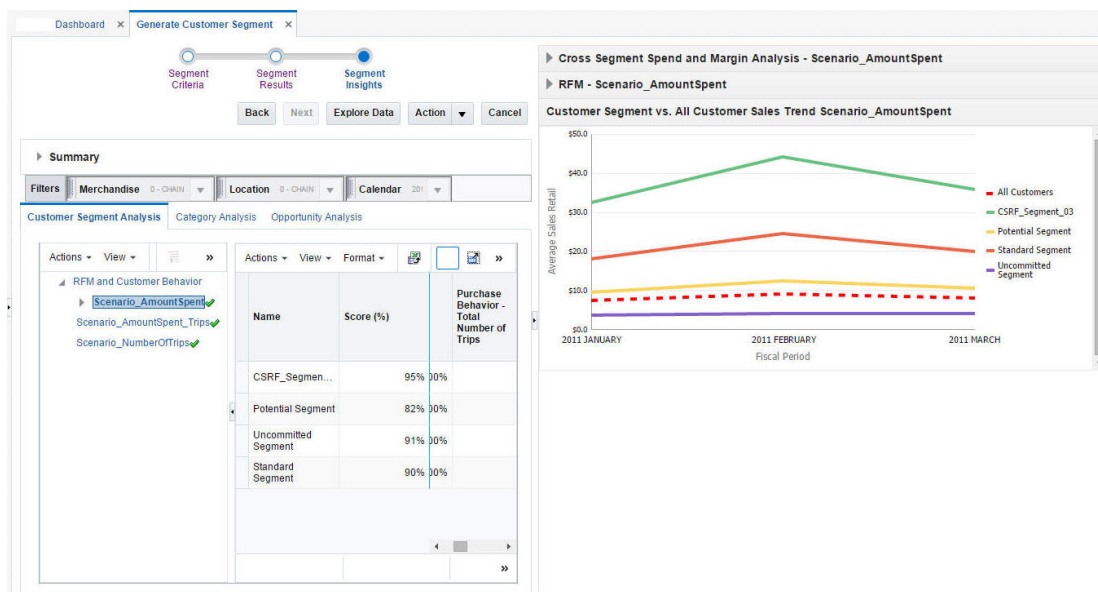 Dashboard × Generate Customer Segment ×
Segment Criteria
Segment Results
Segment Insights
Back Next Explore Data Action Cancel
Summary
Filters Merchandise 0 - CHAIN Location 0 - CHAIN Calendar 201
Customer Segment Analysis Category Analysis Opportunity Analysis
Actions View »
RFM and Customer Behavior
Scenario_AmountSpent
Scenario_AmountSpent_Trips
Scenario_NumberOfTrips
Actions View Format »
Name Score (%) Purchase Behavior - Total Number of Trips
CSRF_Segmen... 95% 00%
Potential Segment 82% 00%
Uncommitted Segment 91% 00%
Standard Segment 90% 00%
»
Cross Segment Spend and Margin Analysis - Scenario_AmountSpent
RFM - Scenario_AmountSpent
Customer Segment vs. All Customer Sales Trend Scenario_AmountSpent
Average Sales Retail
$50.0
$40.0
$30.0
$20.0
$10.0
$0.0
2011 JANUARY 2011 FEBRUARY 2011 MARCH
Fiscal Period
All Customers
CSRF_Segment_03
Potential Segment
Standard Segment
Uncommitted
Segment